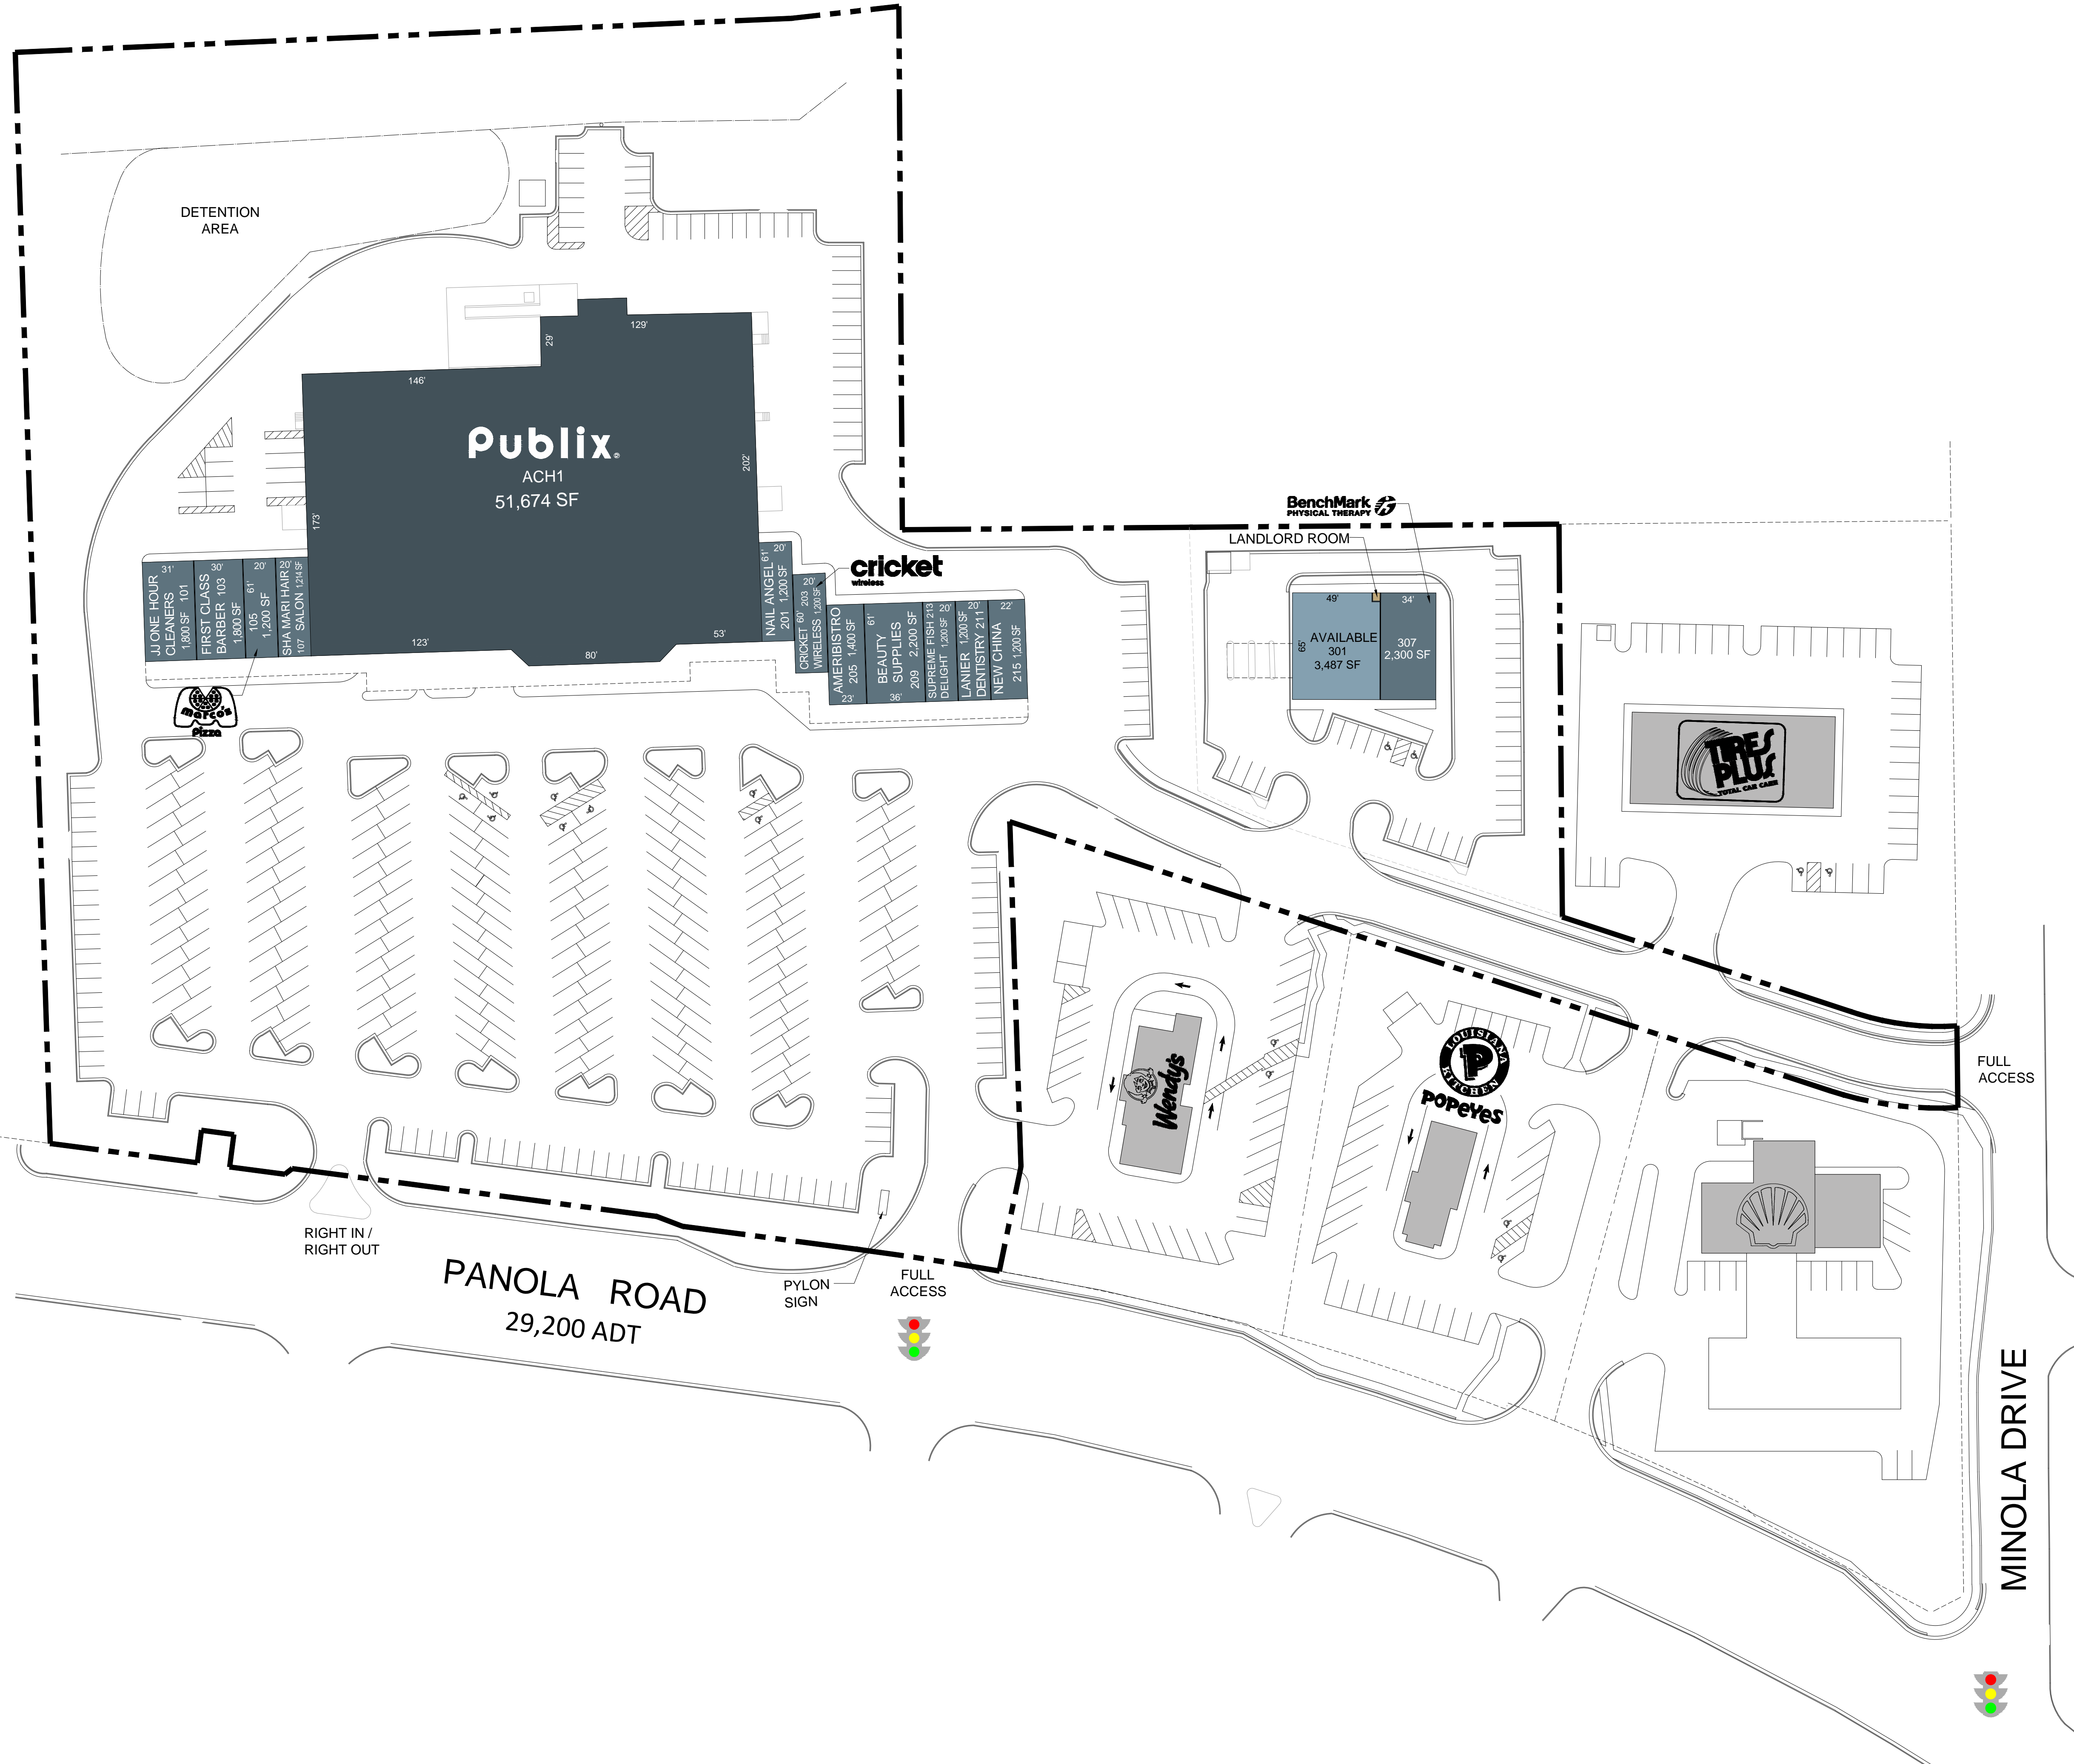 DETENTION
AREA
129'
29'
146'
Publix
ACH1
51,674 SF
202'
173'
123'
80'
53'
31'
JJ ONE HOUR
CLEANERS
1,800 SF 101
30'
FIRST CLASS
BARBER 103
1,800 SF
20'
61'
105
1,200 SF
20'
SHA MARI HAIR
107 SALON 1,214 SF
Marco's
Pizza
61'
20'
NAIL ANGEL
201 1,200 SF
20'
CRICKET 60' 203
WIRELESS 1,200 SF
cricket
wireless
AMERIBISTRO
205 1,400 SF
23'
61'
BEAUTY
SUPPLIES
209 2,200 SF
36'
SUPREME FISH 213
DELIGHT 1,200 SF
20'
20'
LANIER 1,200 SF
DENTISTRY 211
22'
NEW CHINA
215 1,200 SF
BenchMark
PHYSICAL THERAPY
LANDLORD ROOM
49'
34'
65'
AVAILABLE
301
3,487 SF
307
2,300 SF
TIRES
PLUS
TOTAL CAR CARE
Wendy's
LOUISIANA
KITCHEN
POPEYES
FULL
ACCESS
RIGHT IN /
RIGHT OUT
PANOLA ROAD
29,200 ADT
PYLON
SIGN
FULL
ACCESS
MINOLA DRIVE